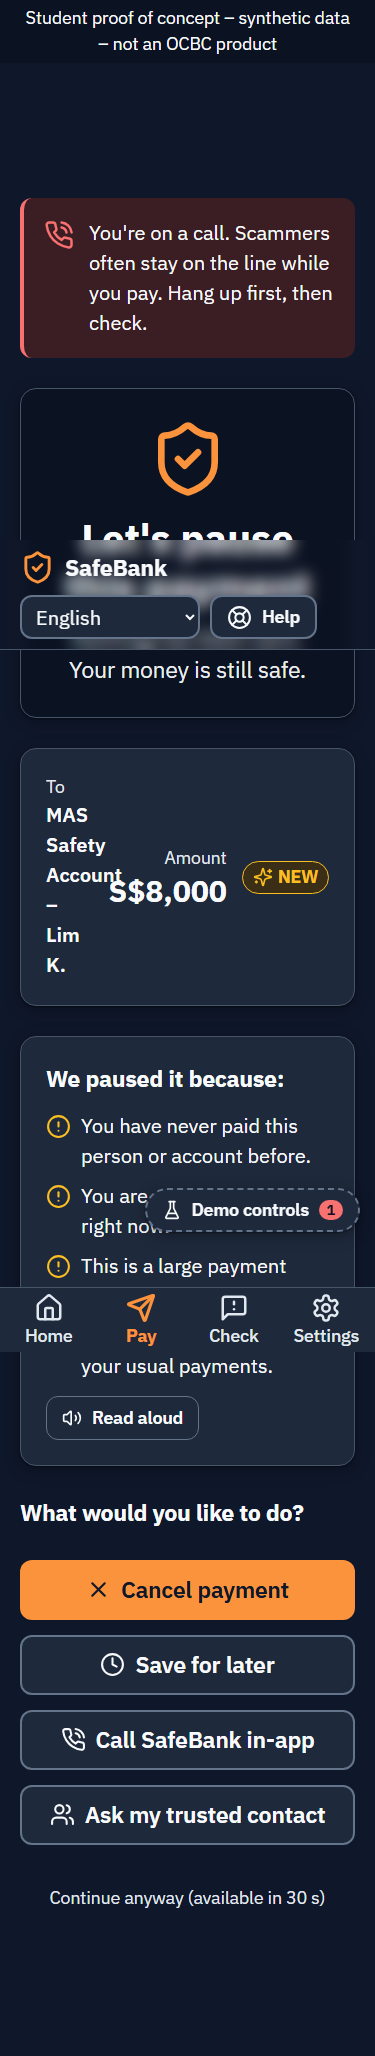 Student proof of concept – synthetic data
– not an OCBC product
You're on a call. Scammers
often stay on the line while
you pay. Hang up first, then
check.
Let's pause
SafeBank
English
Help
Your money is still safe.
To
MAS
Safety
Account
–
Lim
K.
Amount
S$8,000
NEW
We paused it because:
You have never paid this
person or account before.
You are
right now.
Demo controls 1
This is a large payment
Home
Pay
Check
Settings
your usual payments.
Read aloud
What would you like to do?
Cancel payment
Save for later
Call SafeBank in-app
Ask my trusted contact
Continue anyway (available in 30 s)